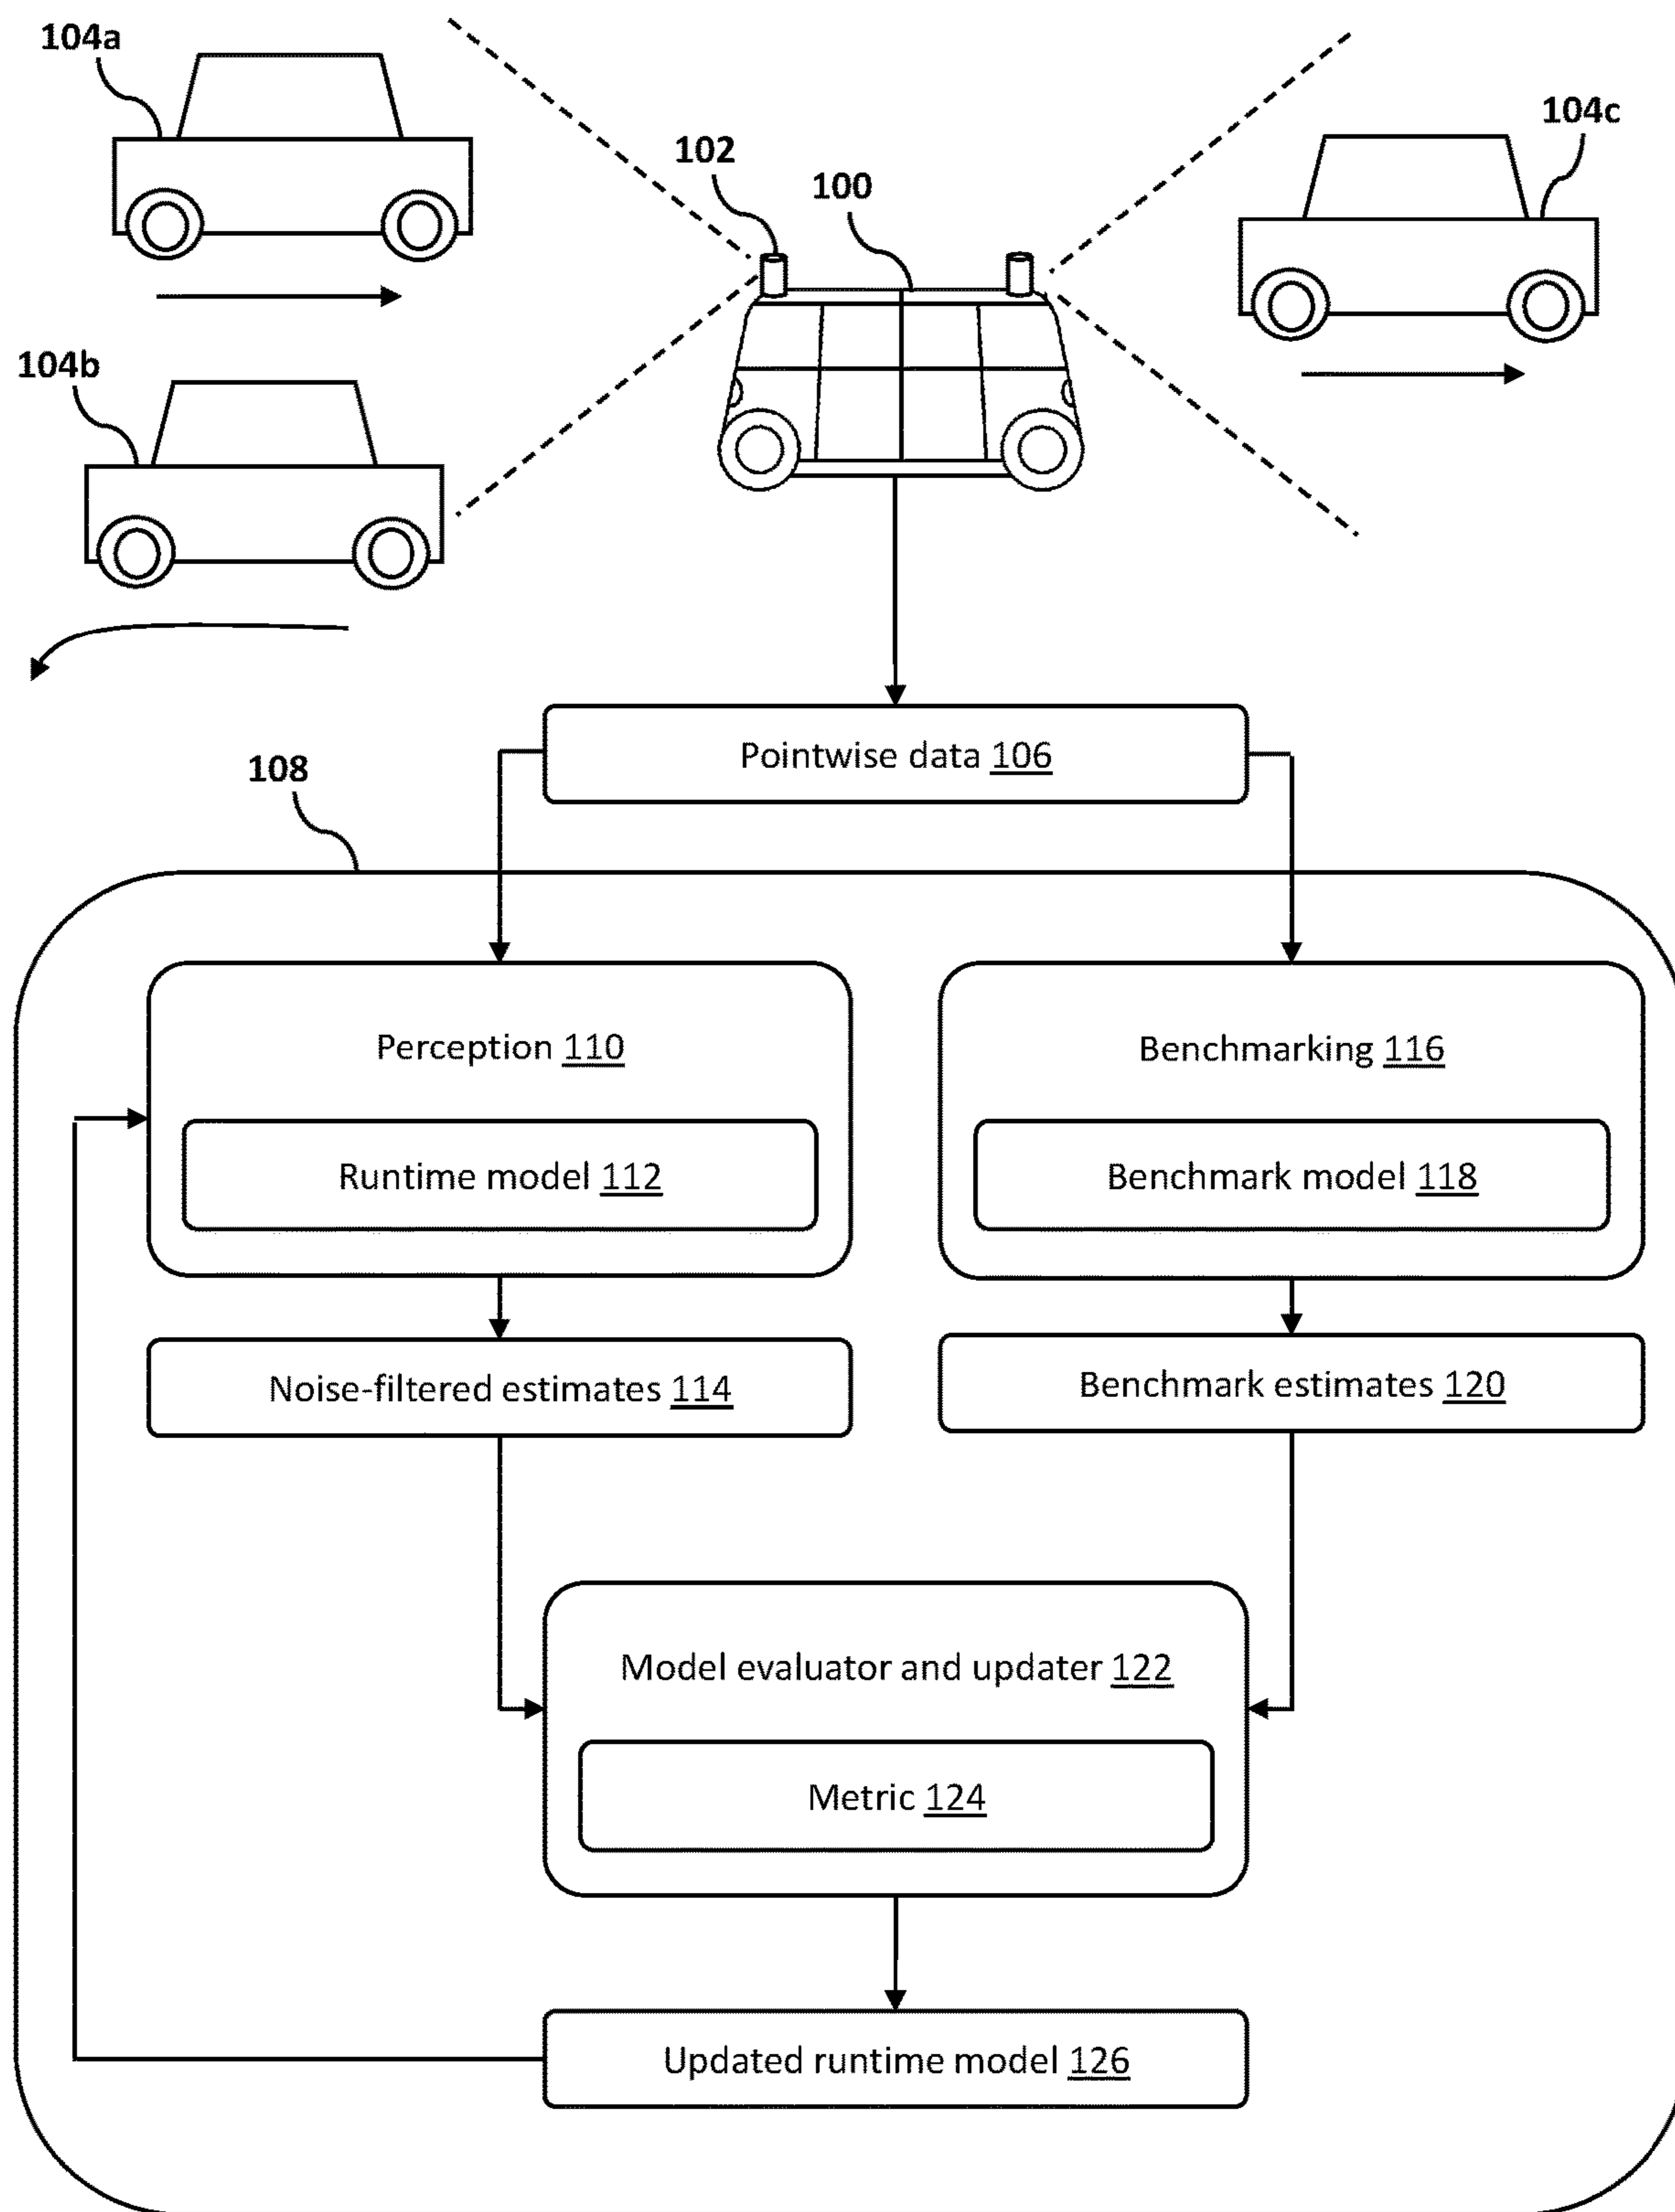 104a
104c
102
100
104b
Pointwise data 106
108
Perception 110
Benchmarking 116
Runtime model 112
Benchmark model 118
Noise-filtered estimates 114
Benchmark estimates 120
Model evaluator and updater 122
Metric 124
Updated runtime model 126